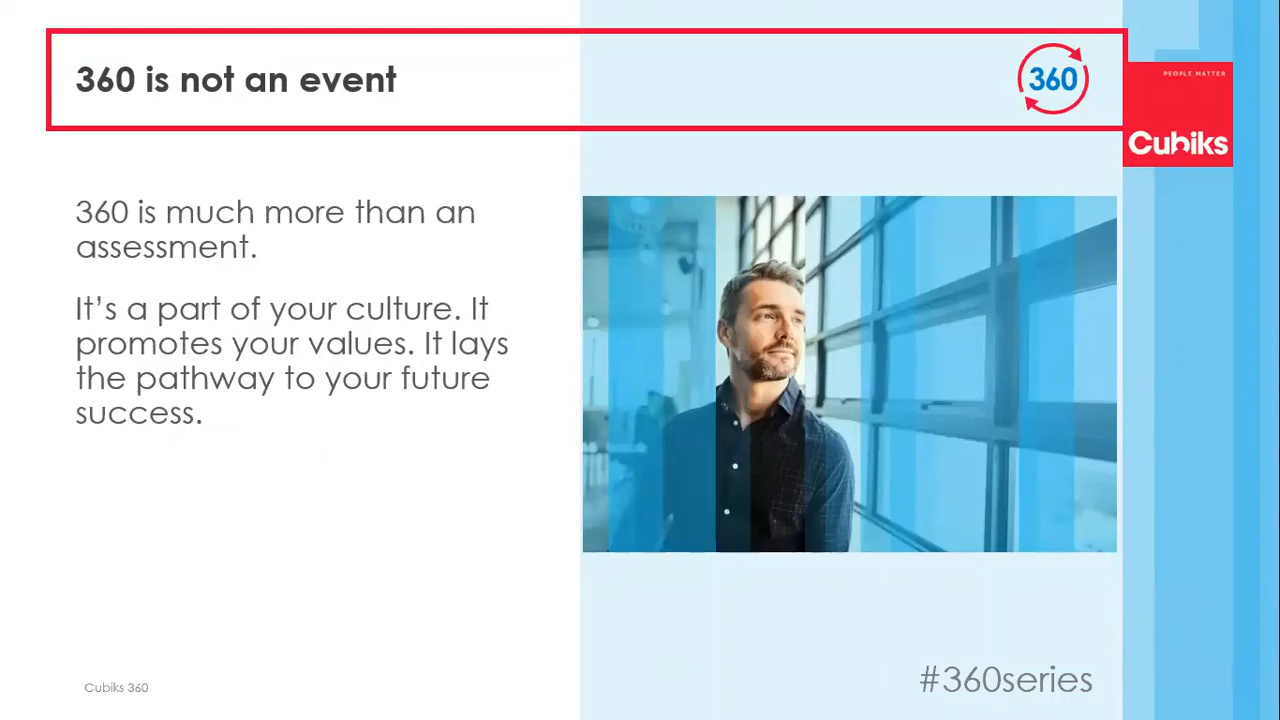 360 is not an event
360
PEOPLE MATTER
Cubiks
360 is much more than an
assessment.
It’s a part of your culture. It
promotes your values. It lays
the pathway to your future
success.
Cubiks 360
#360series